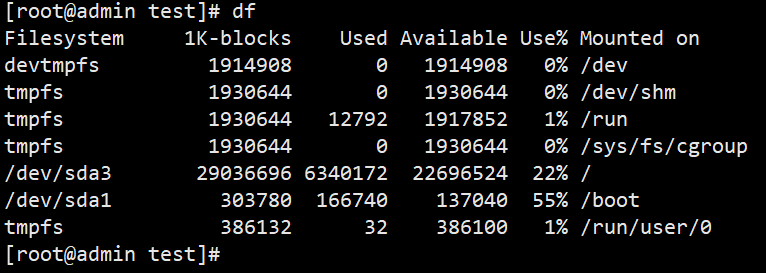 [root@admin test]# df
Filesystem     1K-blocks    Used Available Use% Mounted on
devtmpfs         1914908       0   1914908   0% /dev
tmpfs            1930644       0   1930644   0% /dev/shm
tmpfs            1930644   12792   1917852   1% /run
tmpfs            1930644       0   1930644   0% /sys/fs/cgroup
/dev/sda3       29036696 6340172  22696524  22% /
/dev/sda1         303780  166740    137040  55% /boot
tmpfs             386132      32    386100   1% /run/user/0
[root@admin test]#